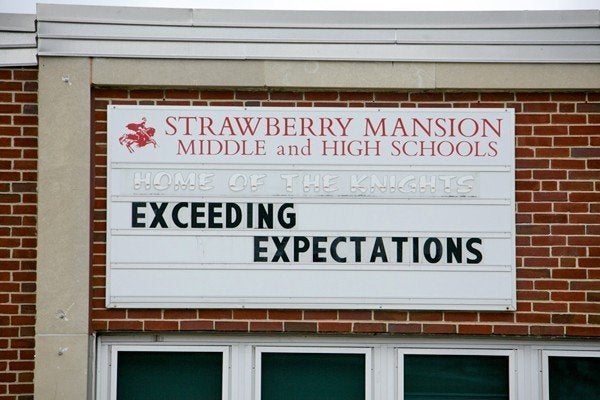 STRAWBERRY MANSION
MIDDLE and HIGH SCHOOLS
HOME OF THE KNIGHTS
EXCEEDING
EXPECTATIONS